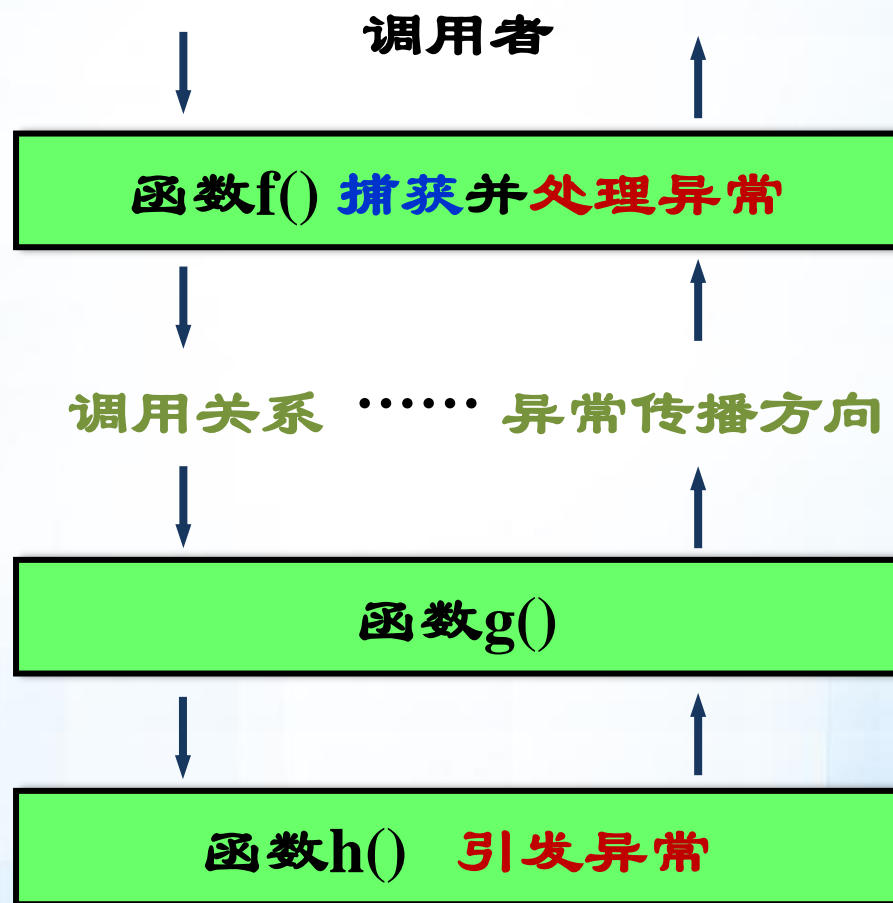 调用者
函数f() 捕获并处理异常
调用关系 …… 异常传播方向
函数g()
函数h() 引发异常